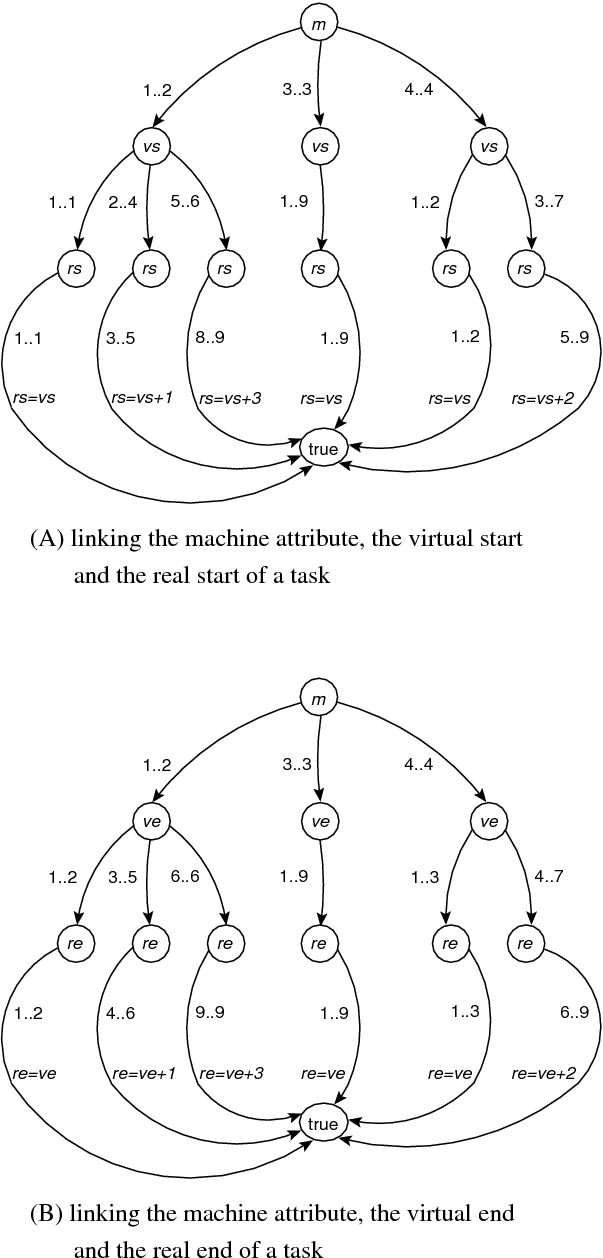 m
1..2 3..3 4..4
vs vs vs
1..1 2..4 5..6 1..9 1..2 3..7
rs rs rs rs rs rs
1..1 3..5 8..9 1..9 1..2 5..9
rs=vs rs=vs+1 rs=vs+3 rs=vs rs=vs rs=vs+2
true
(A) linking the machine attribute, the virtual start
and the real start of a task
m
1..2 3..3 4..4
ve ve ve
1..2 3..5 6..6 1..9 1..3 4..7
re re re re re re
1..2 4..6 9..9 1..9 1..3 6..9
re=ve re=ve+1 re=ve+3 re=ve re=ve re=ve+2
true
(B) linking the machine attribute, the virtual end
and the real end of a task